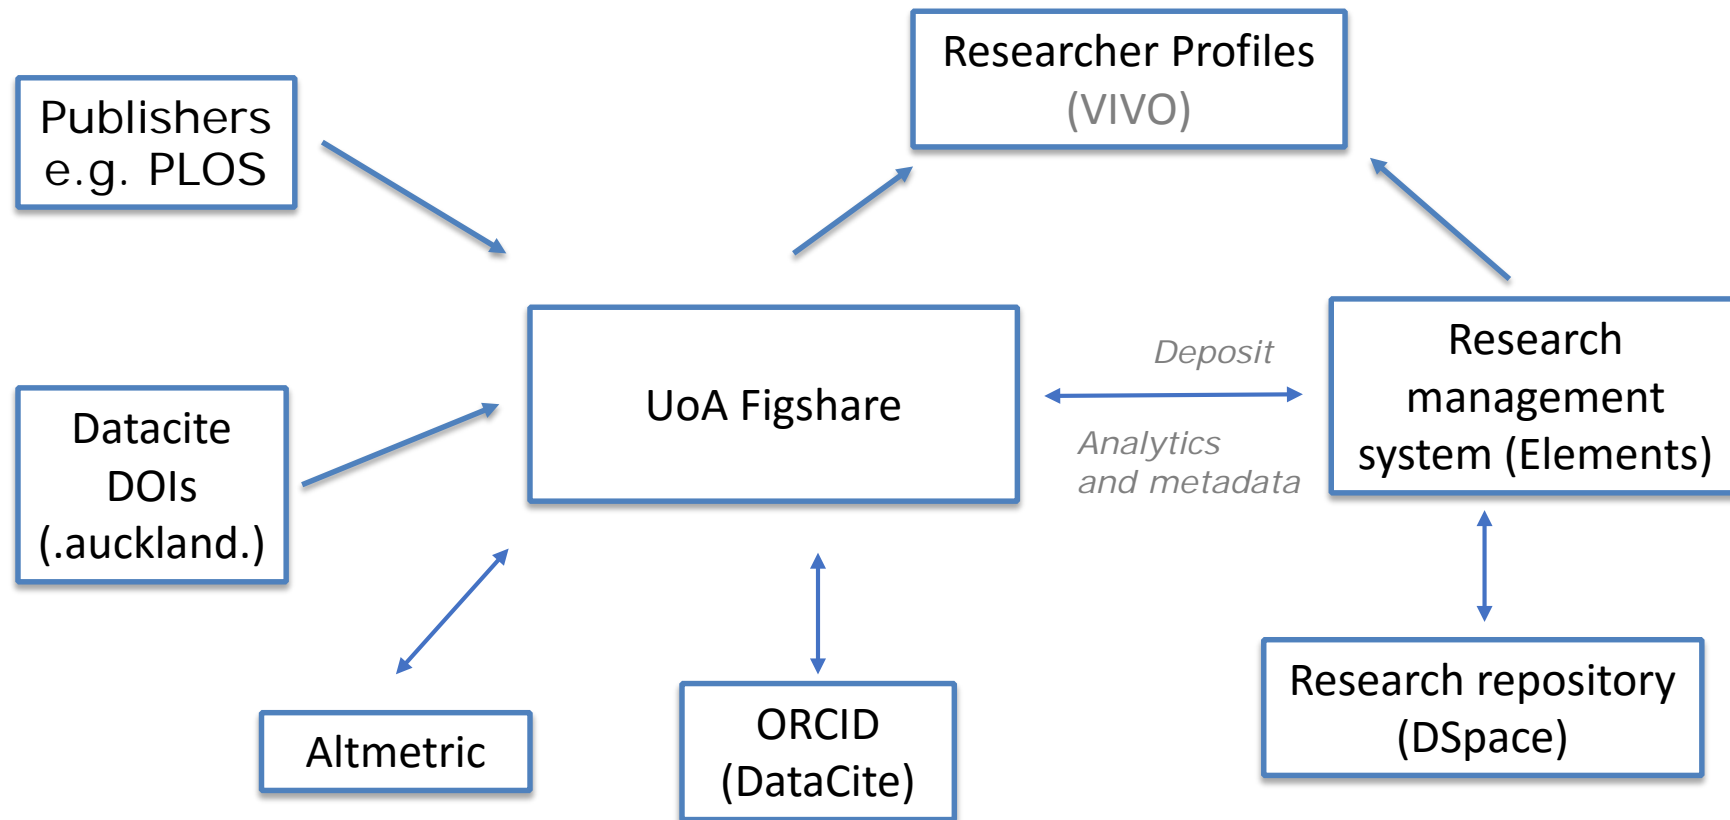 Researcher Profiles
(VIVO)
Publishers
e.g. PLOS
Datacite
DOIs
(.auckland.)
UoA Figshare
Deposit
Analytics
and metadata
Research
management
system (Elements)
Altmetric
ORCID
(DataCite)
Research repository
(DSpace)